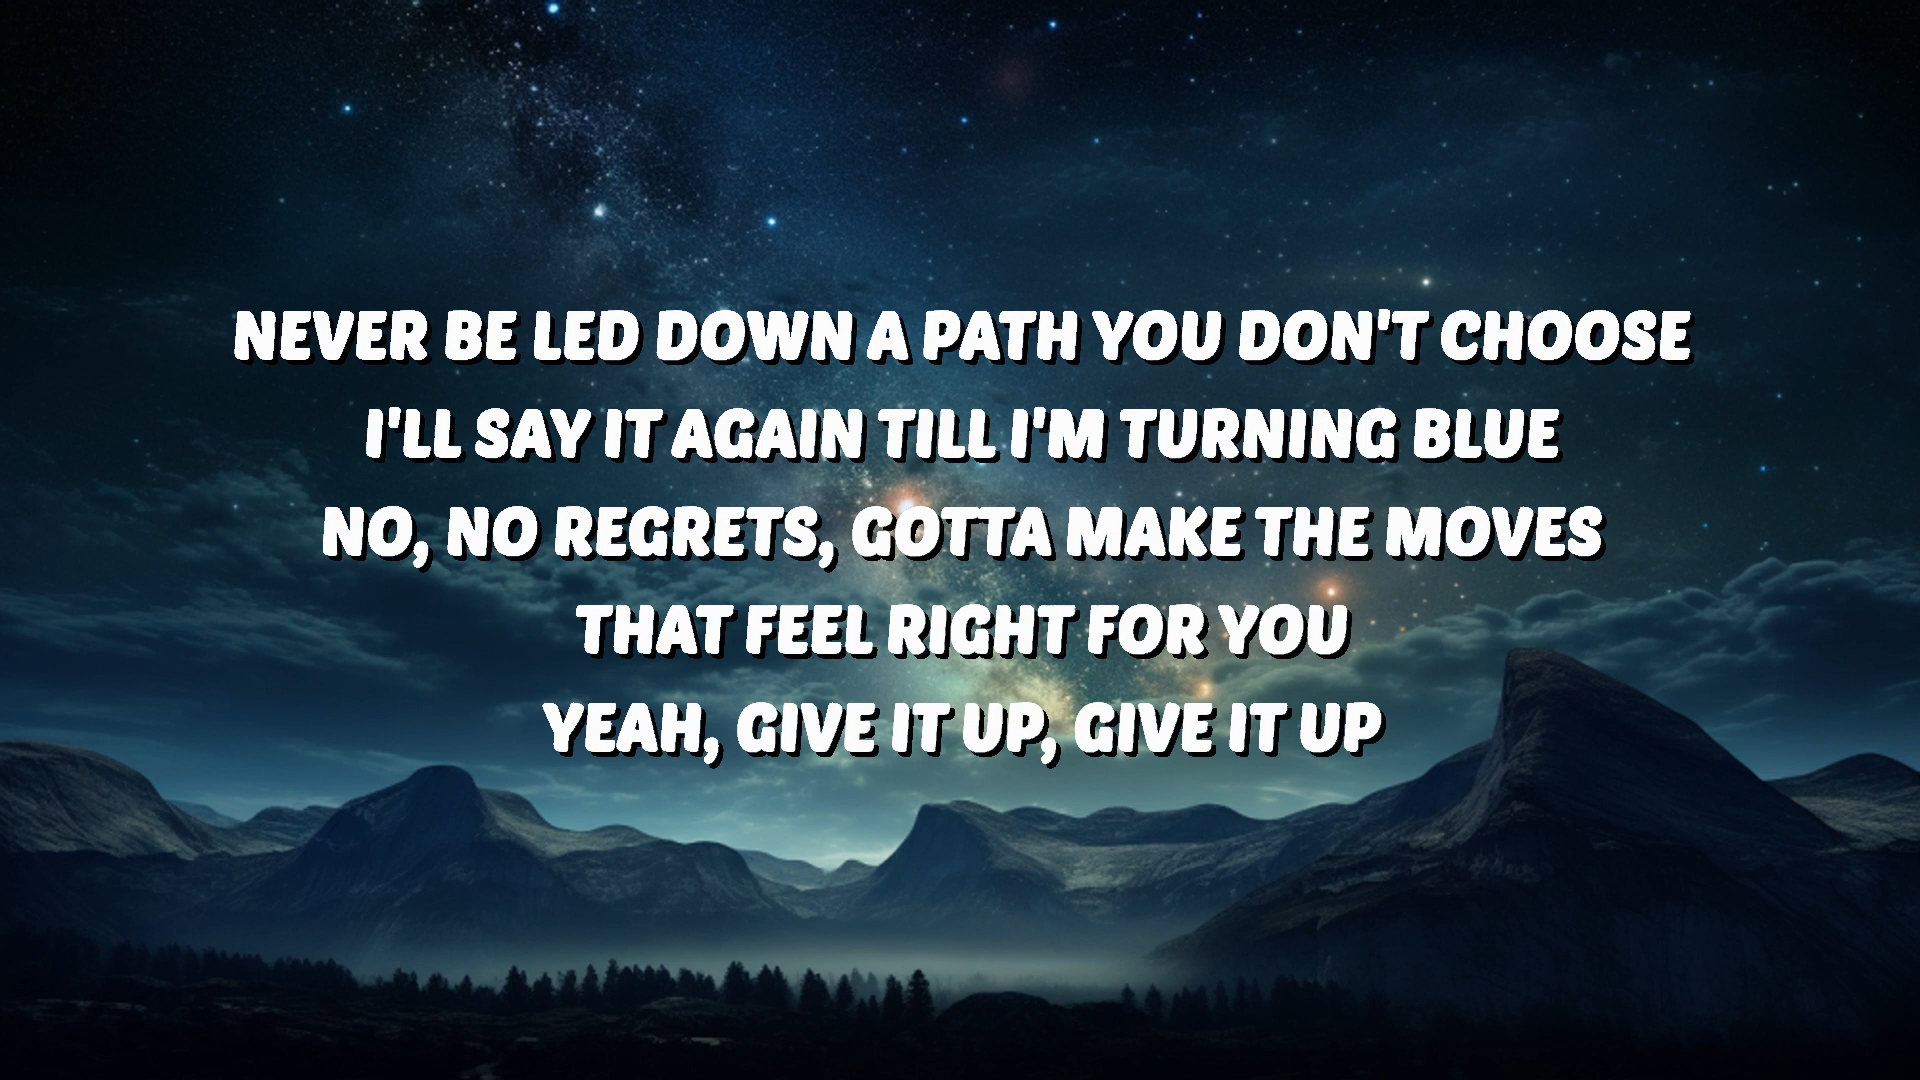 NEVER BE LED DOWN A PATH YOU DON'T CHOOSE
I'LL SAY IT AGAIN TILL I'M TURNING BLUE
NO, NO REGRETS, GOTTA MAKE THE MOVES
THAT FEEL RIGHT FOR YOU
YEAH, GIVE IT UP, GIVE IT UP